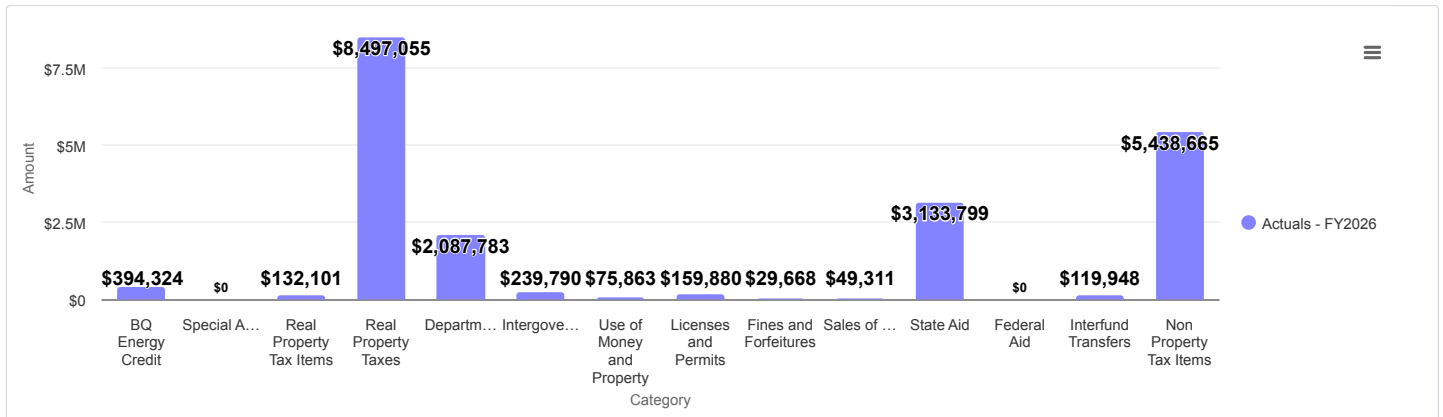 $7.5M
$5M
$2.5M
$0
Amount
$394,324
$0
$132,101
$8,497,055
$2,087,783
$239,790
$75,863
$159,880
$29,668
$49,311
$3,133,799
$0
$119,948
$5,438,665
BQ
Energy
Credit
Special A…
Real
Property
Tax Items
Real
Property
Taxes
Departm…
Intergove…
Use of
Money
and
Property
Licenses
and
Permits
Fines and
Forfeitures
Sales of …
State Aid
Federal
Aid
Interfund
Transfers
Non
Property
Tax Items
Category
Actuals - FY2026